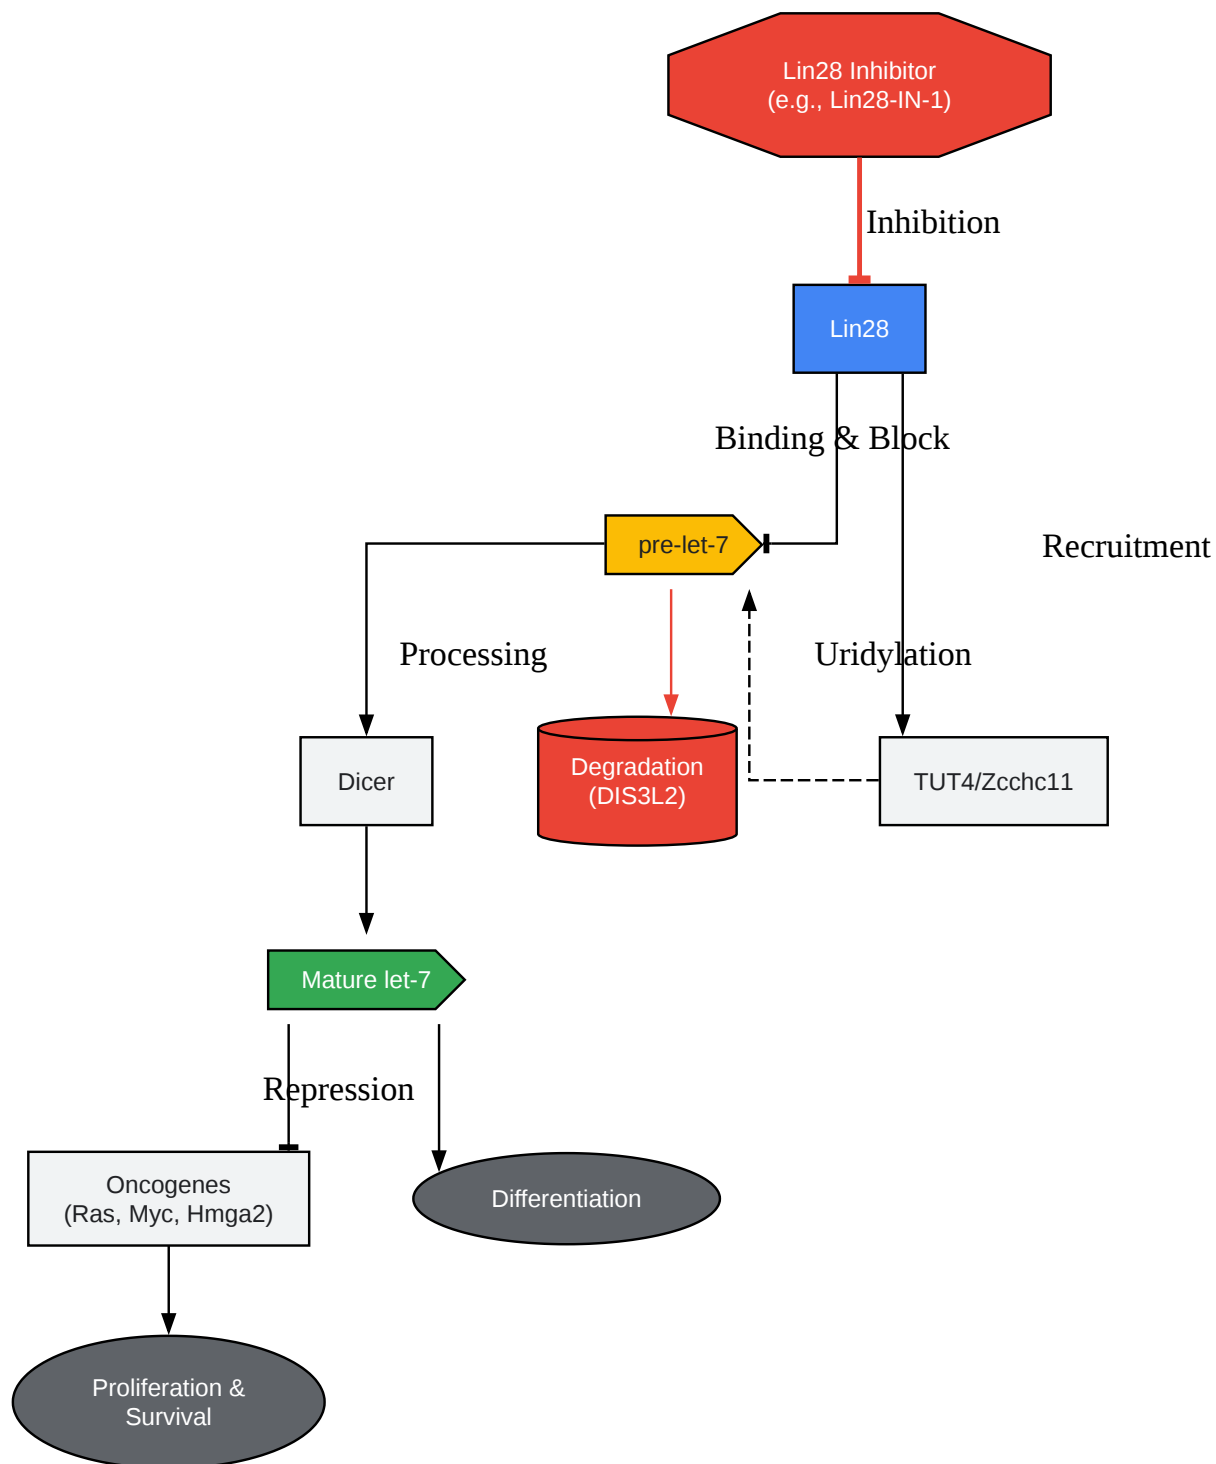 Lin28 Inhibitor
(e.g., Lin28-IN-1)
Inhibition
Lin28
Binding & Block
pre-let-7
Recruitment
Processing
Uridylation
Degradation
(DIS3L2)
Dicer
TUT4/Zcchc11
Mature let-7
Repression
Oncogenes
(Ras, Myc, Hmga2)
Differentiation
Proliferation &
Survival